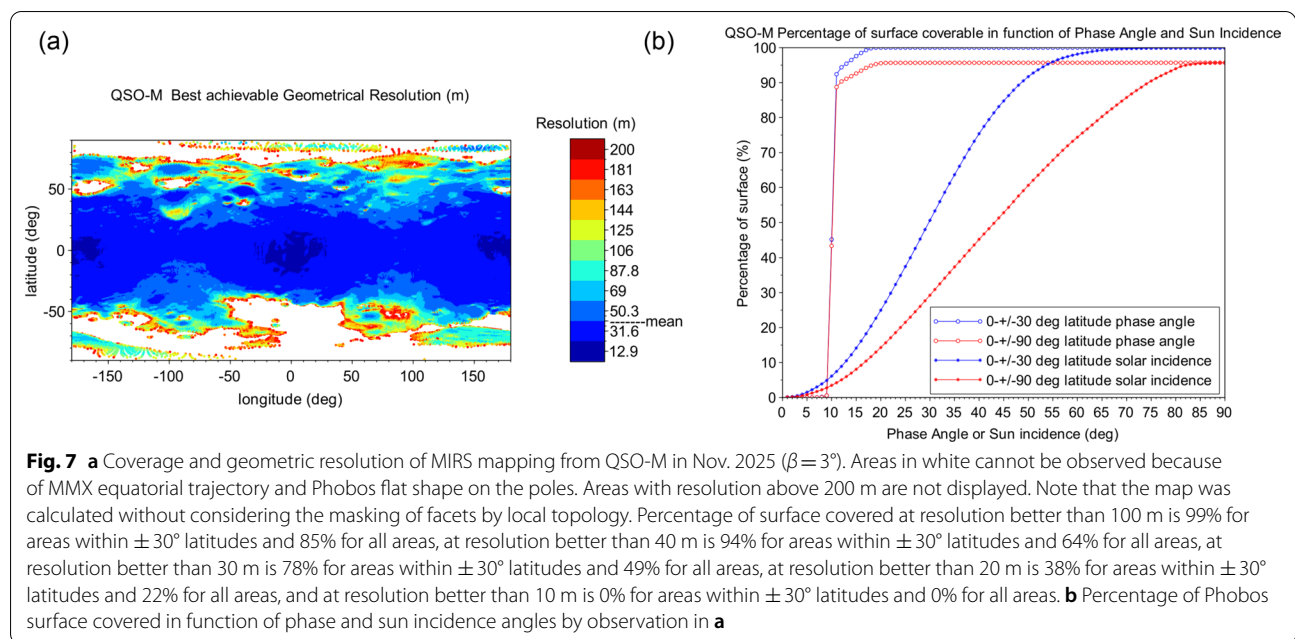 (a)
QSO-M Best achievable Geometrical Resolution (m)
Resolution (m)
200
181
163
144
125
106
87.8
69
50.3
mean
31.6
12.9
latitude (deg)
50
0
-50
-150
-100
-50
0
50
100
150
longitude (deg)
(b)
QSO-M Percentage of surface coverable in function of Phase Angle and Sun Incidence
Percentage of surface (%)
100
90
80
70
60
50
40
30
20
10
0
0
5
10
15
20
25
30
35
40
45
50
55
60
65
70
75
80
85
90
0-+/-30 deg latitude phase angle
0-+/-90 deg latitude phase angle
0-+/-30 deg latitude solar incidence
0-+/-90 deg latitude solar incidence
Phase Angle or Sun incidence (deg)
Fig. 7 a Coverage and geometric resolution of MIRS mapping from QSO-M in Nov. 2025 (β = 3°). Areas in white cannot be observed because
of MMX equatorial trajectory and Phobos flat shape on the poles. Areas with resolution above 200 m are not displayed. Note that the map was
calculated without considering the masking of facets by local topology. Percentage of surface covered at resolution better than 100 m is 99% for
areas within ± 30° latitudes and 85% for all areas, at resolution better than 40 m is 94% for areas within ± 30° latitudes and 64% for all areas, at
resolution better than 30 m is 78% for areas within ± 30° latitudes and 49% for all areas, at resolution better than 20 m is 38% for areas within ± 30°
latitudes and 22% for all areas, and at resolution better than 10 m is 0% for areas within ± 30° latitudes and 0% for all areas. b Percentage of Phobos
surface covered in function of phase and sun incidence angles by observation in a